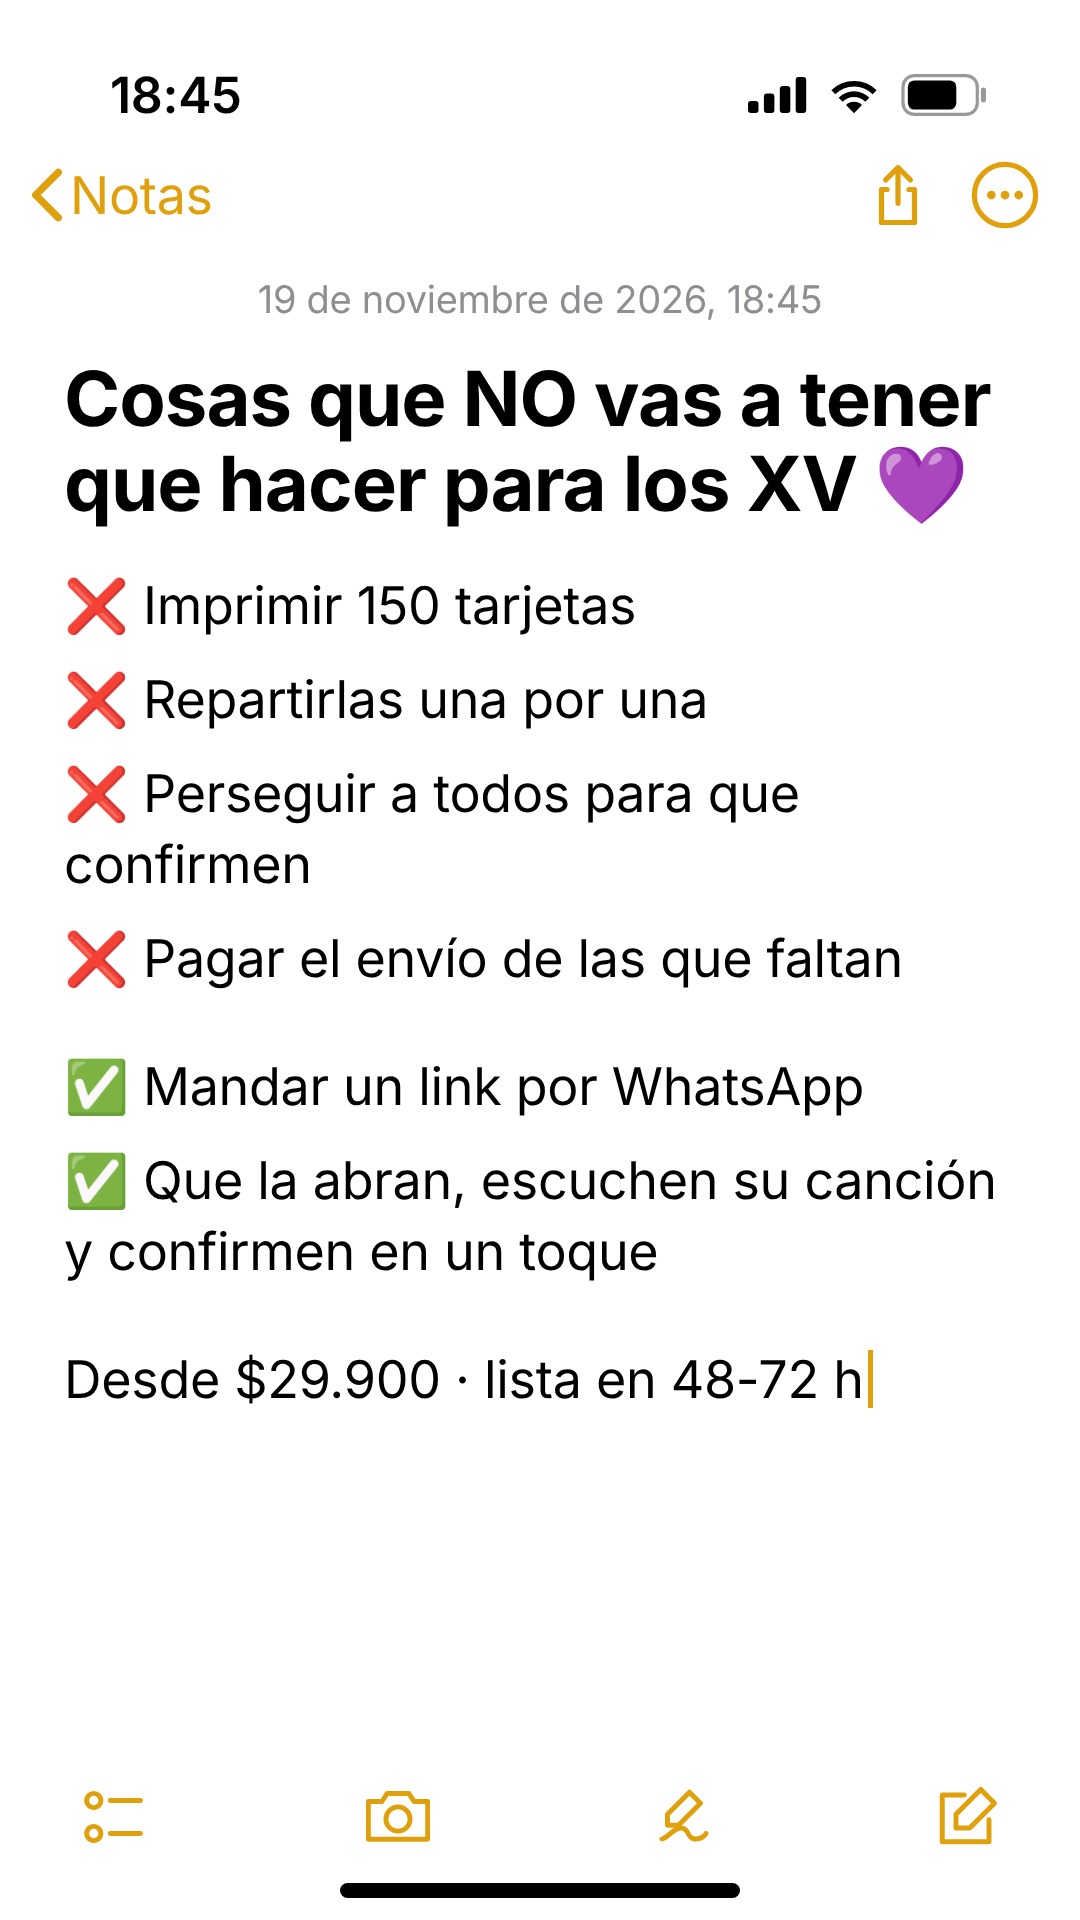 18:45
Notas
19 de noviembre de 2026, 18:45
Cosas que NO vas a tener
que hacer para los XV 💜
❌ Imprimir 150 tarjetas
❌ Repartirlas una por una
❌ Perseguir a todos para que
confirmen
❌ Pagar el envío de las que faltan
✅ Mandar un link por WhatsApp
✅ Que la abran, escuchen su canción
y confirmen en un toque
Desde $29.900 · lista en 48-72 h